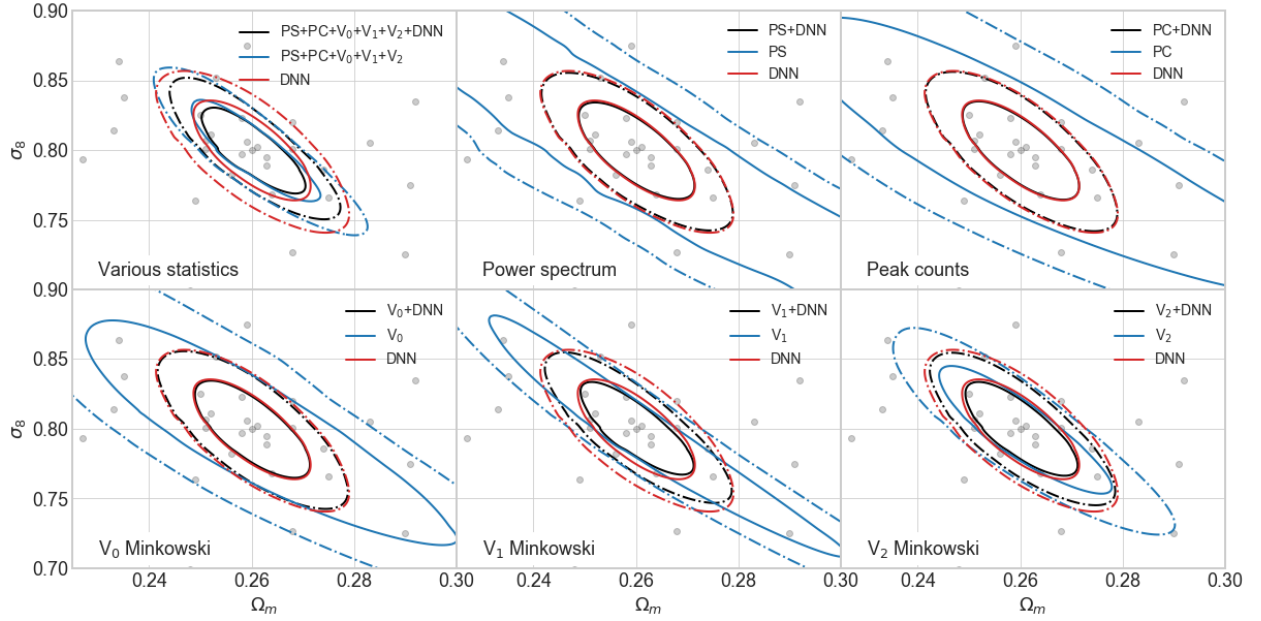 0.90
0.85
0.80
0.75
0.90
0.85
0.80
0.75
0.70
σ₈
σ₈
PS+PC+V₀+V₁+V₂+DNN
PS+PC+V₀+V₁+V₂
DNN
Various statistics
PS+DNN
PS
DNN
Power spectrum
PC+DNN
PC
DNN
Peak counts
V₀+DNN
V₀
DNN
V₀ Minkowski
V₁+DNN
V₁
DNN
V₁ Minkowski
V₂+DNN
V₂
DNN
V₂ Minkowski
0.24 0.26 0.28 0.30 0.24 0.26 0.28 0.30 0.24 0.26 0.28 0.30
Ωₘ Ωₘ Ωₘ